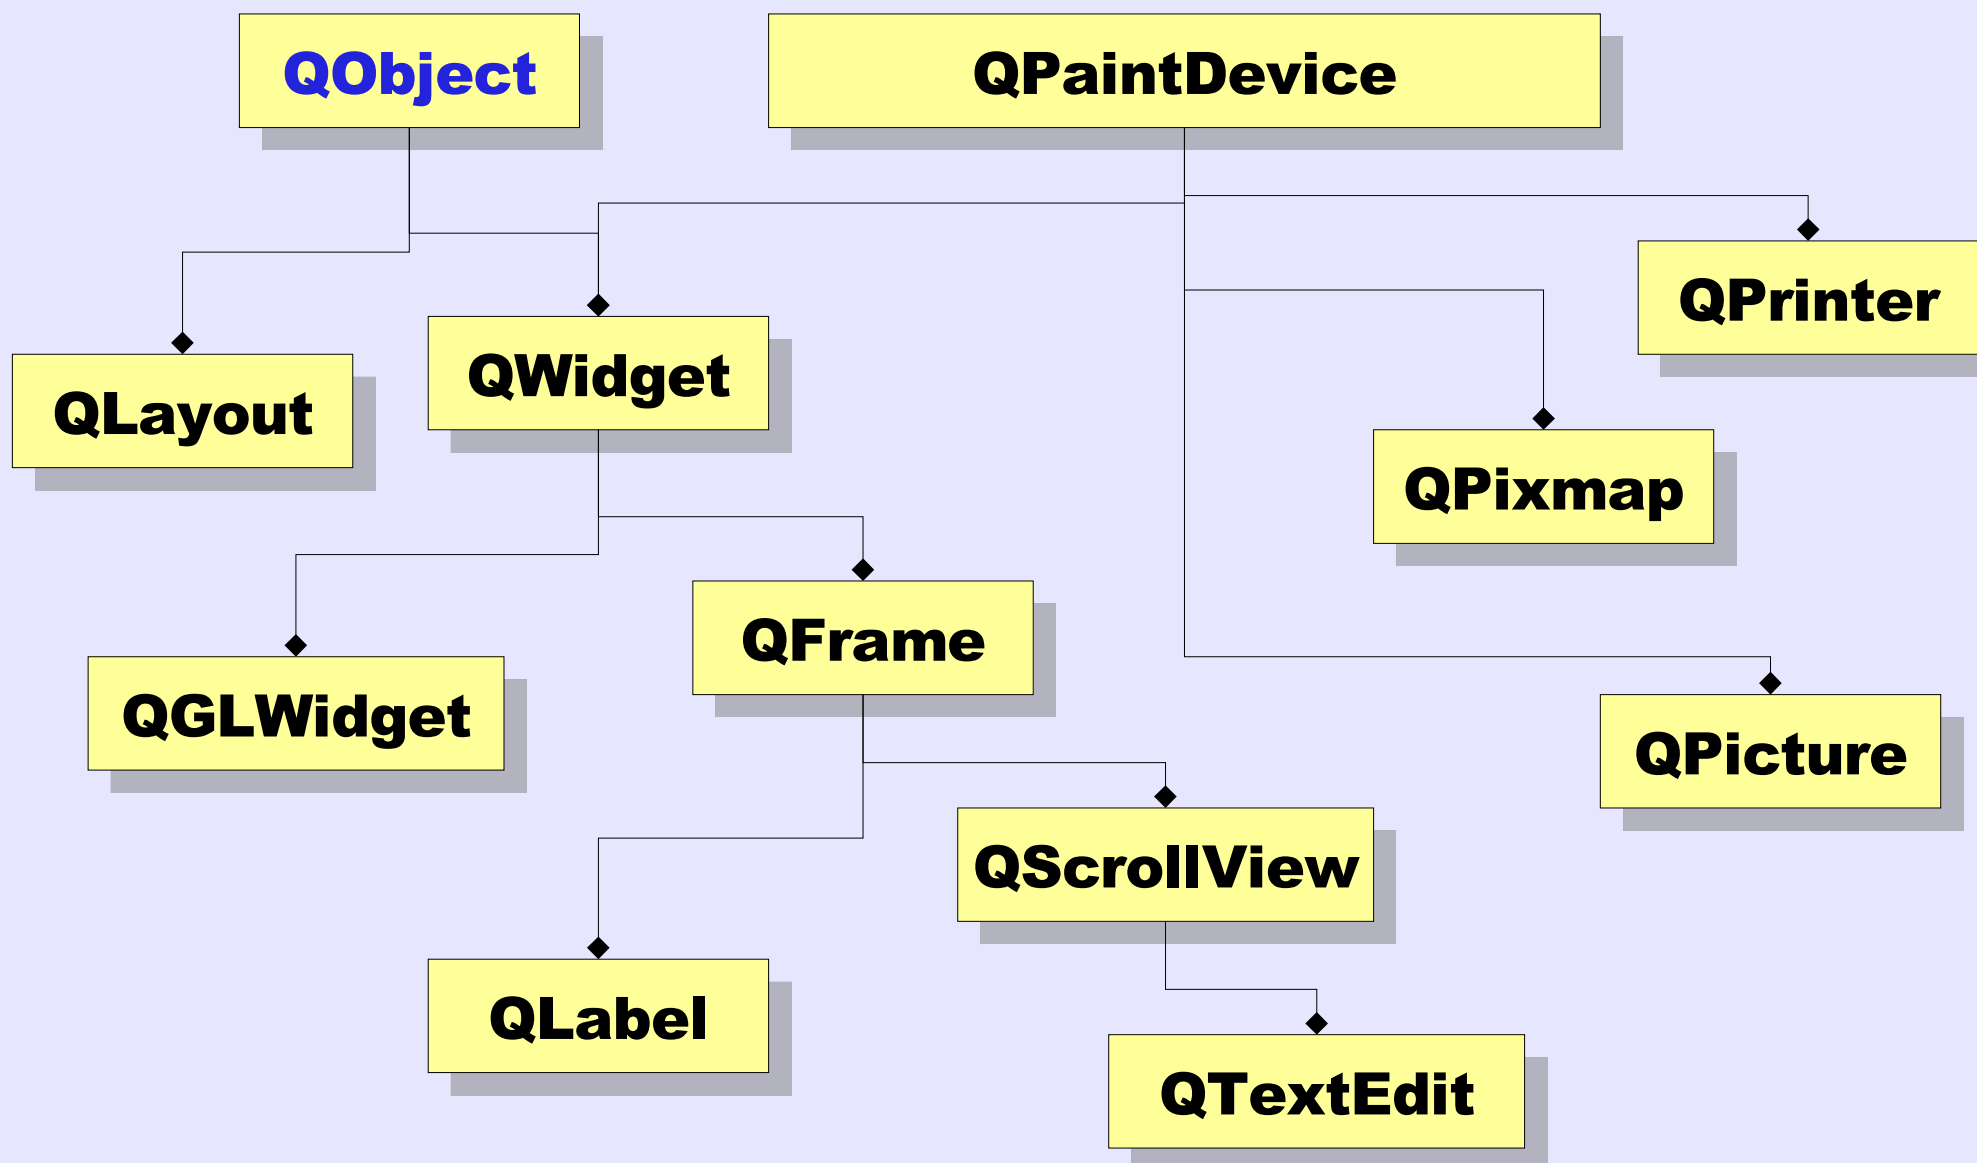 QObject
QPaintDevice
QPrinter
QWidget
QLayout
QPixmap
QFrame
QGLWidget
QPicture
QScrollView
QLabel
QTextEdit